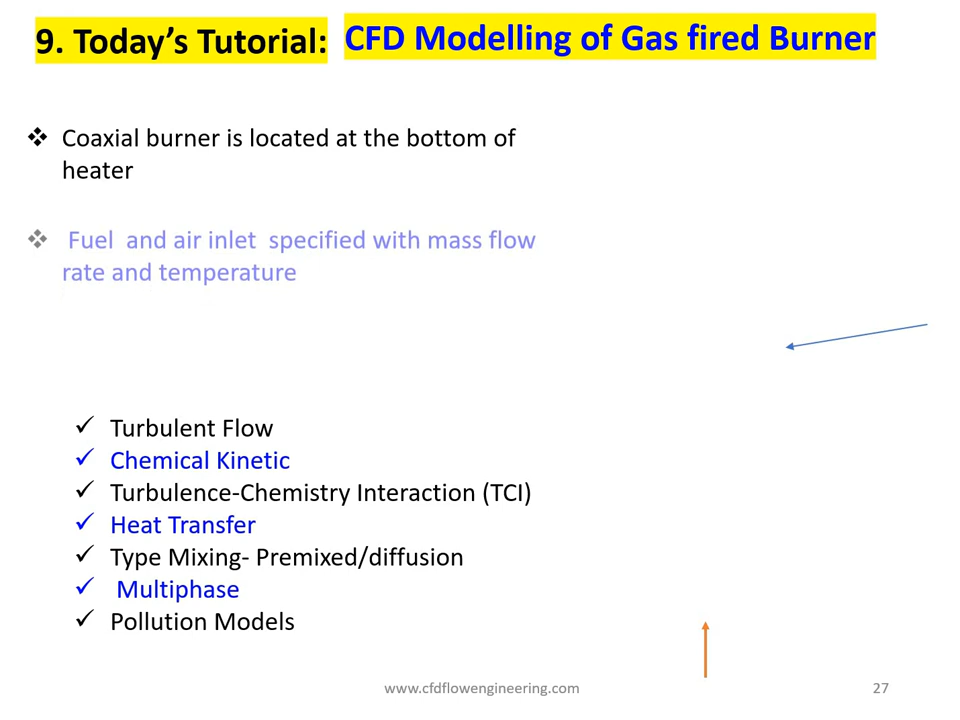 9. Today's Tutorial: CFD Modelling of Gas fired Burner
❖ Coaxial burner is located at the bottom of
heater
❖ Fuel and air inlet specified with mass flow
rate and temperature
✓ Turbulent Flow
✓ Chemical Kinetic
✓ Turbulence-Chemistry Interaction (TCI)
✓ Heat Transfer
✓ Type Mixing- Premixed/diffusion
✓ Multiphase
✓ Pollution Models
www.cfdflowengineering.com
27